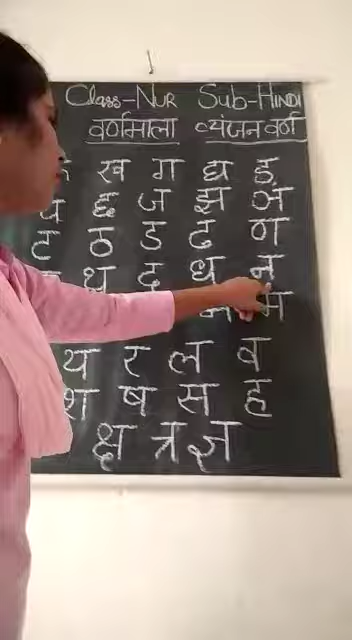 Class-Nur Sub-Hindi
वर्णमाला व्यंजन वर्ण
ख ग घ ङ
च छ ज झ ञ
ट ठ ड ढ ण
थ द ध न
म
य र ल व
श ष स ह
क्ष त्र ज्ञ